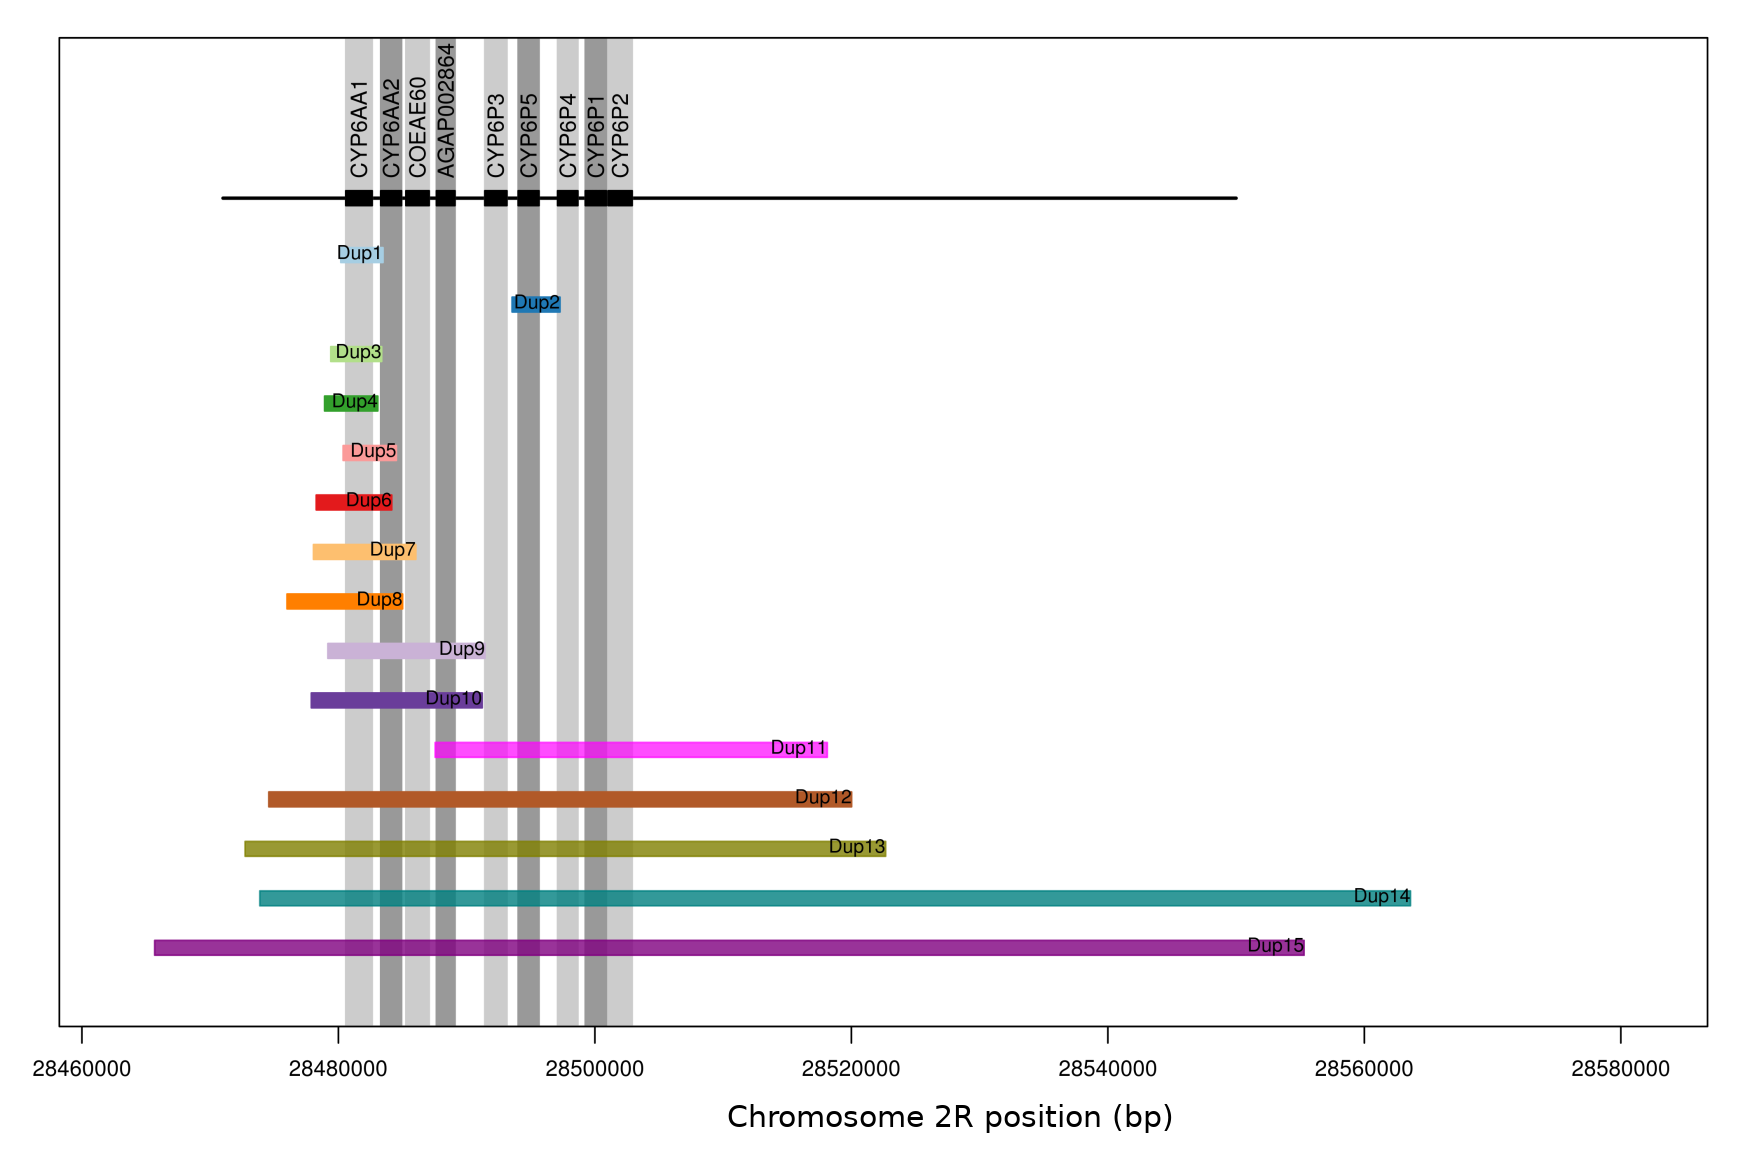 CYP6AA1
CYP6AA2
COEAE60
AGAP002864
CYP6P3
CYP6P5
CYP6P4
CYP6P1
CYP6P2
Dup1
Dup2
Dup3
Dup4
Dup5
Dup6
Dup7
Dup8
Dup9
Dup10
Dup11
Dup12
Dup13
Dup14
Dup15
28460000 28480000 28500000 28520000 28540000 28560000 28580000
Chromosome 2R position (bp)